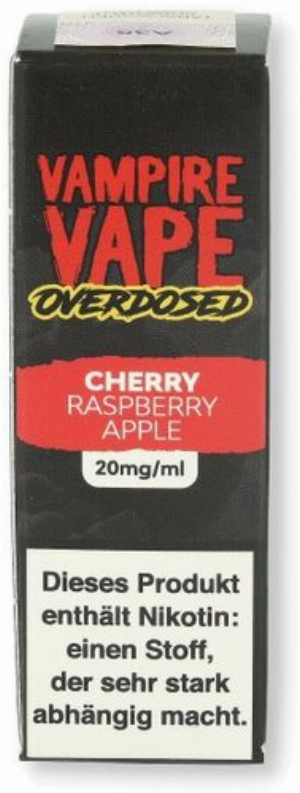 VAMPIRE
VAPE
OVERDOSED
CHERRY
RASPBERRY
APPLE
20mg/ml
Dieses Produkt
enthält Nikotin:
einen Stoff,
der sehr stark
abhängig macht.